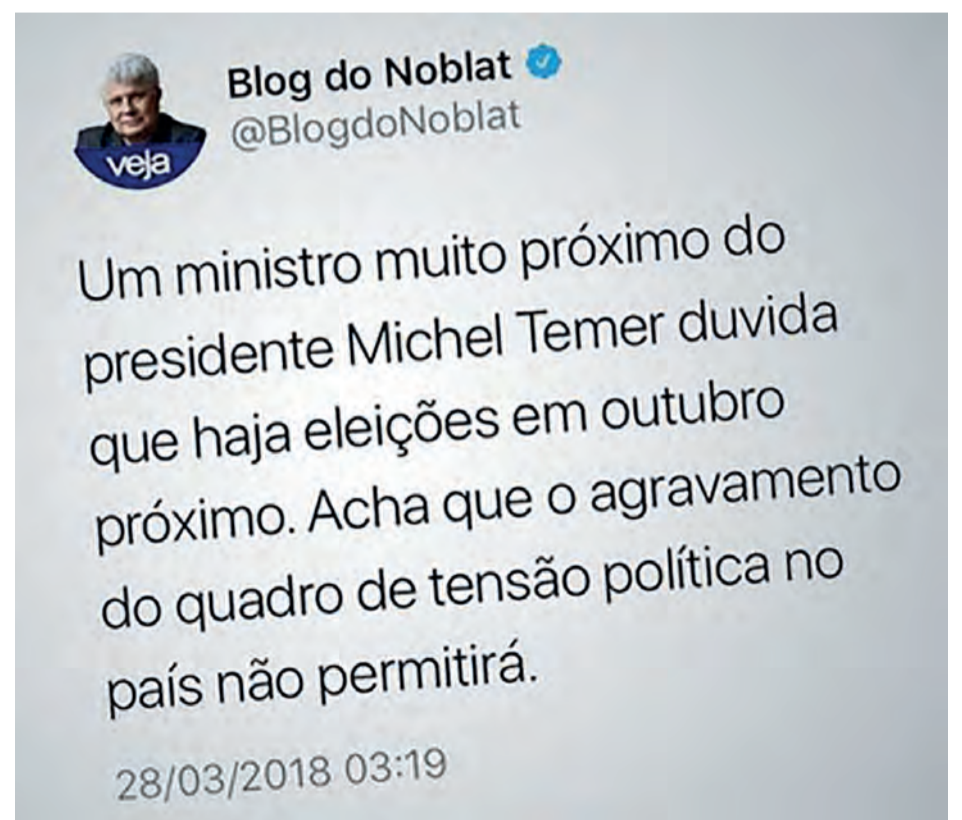 Blog do Noblat
@BlogdoNoblat
veja
Um ministro muito próximo do
presidente Michel Temer duvida
que haja eleições em outubro
próximo. Acha que o agravamento
do quadro de tensão política no
país não permitirá.
28/03/2018 03:19